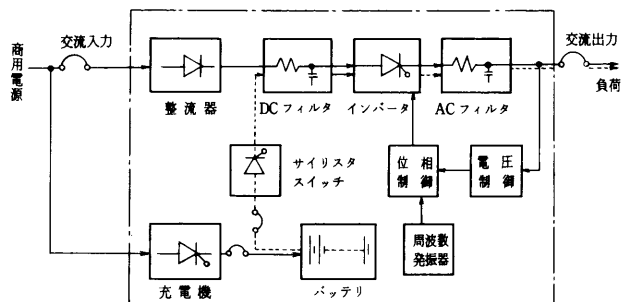 商用電源
交流入力
交流出力
負荷
整流器
DCフィルタ
インバータ
ACフィルタ
サイリスタ
スイッチ
位相
制御
電圧
制御
周波数
発振器
充電機
バッテリ